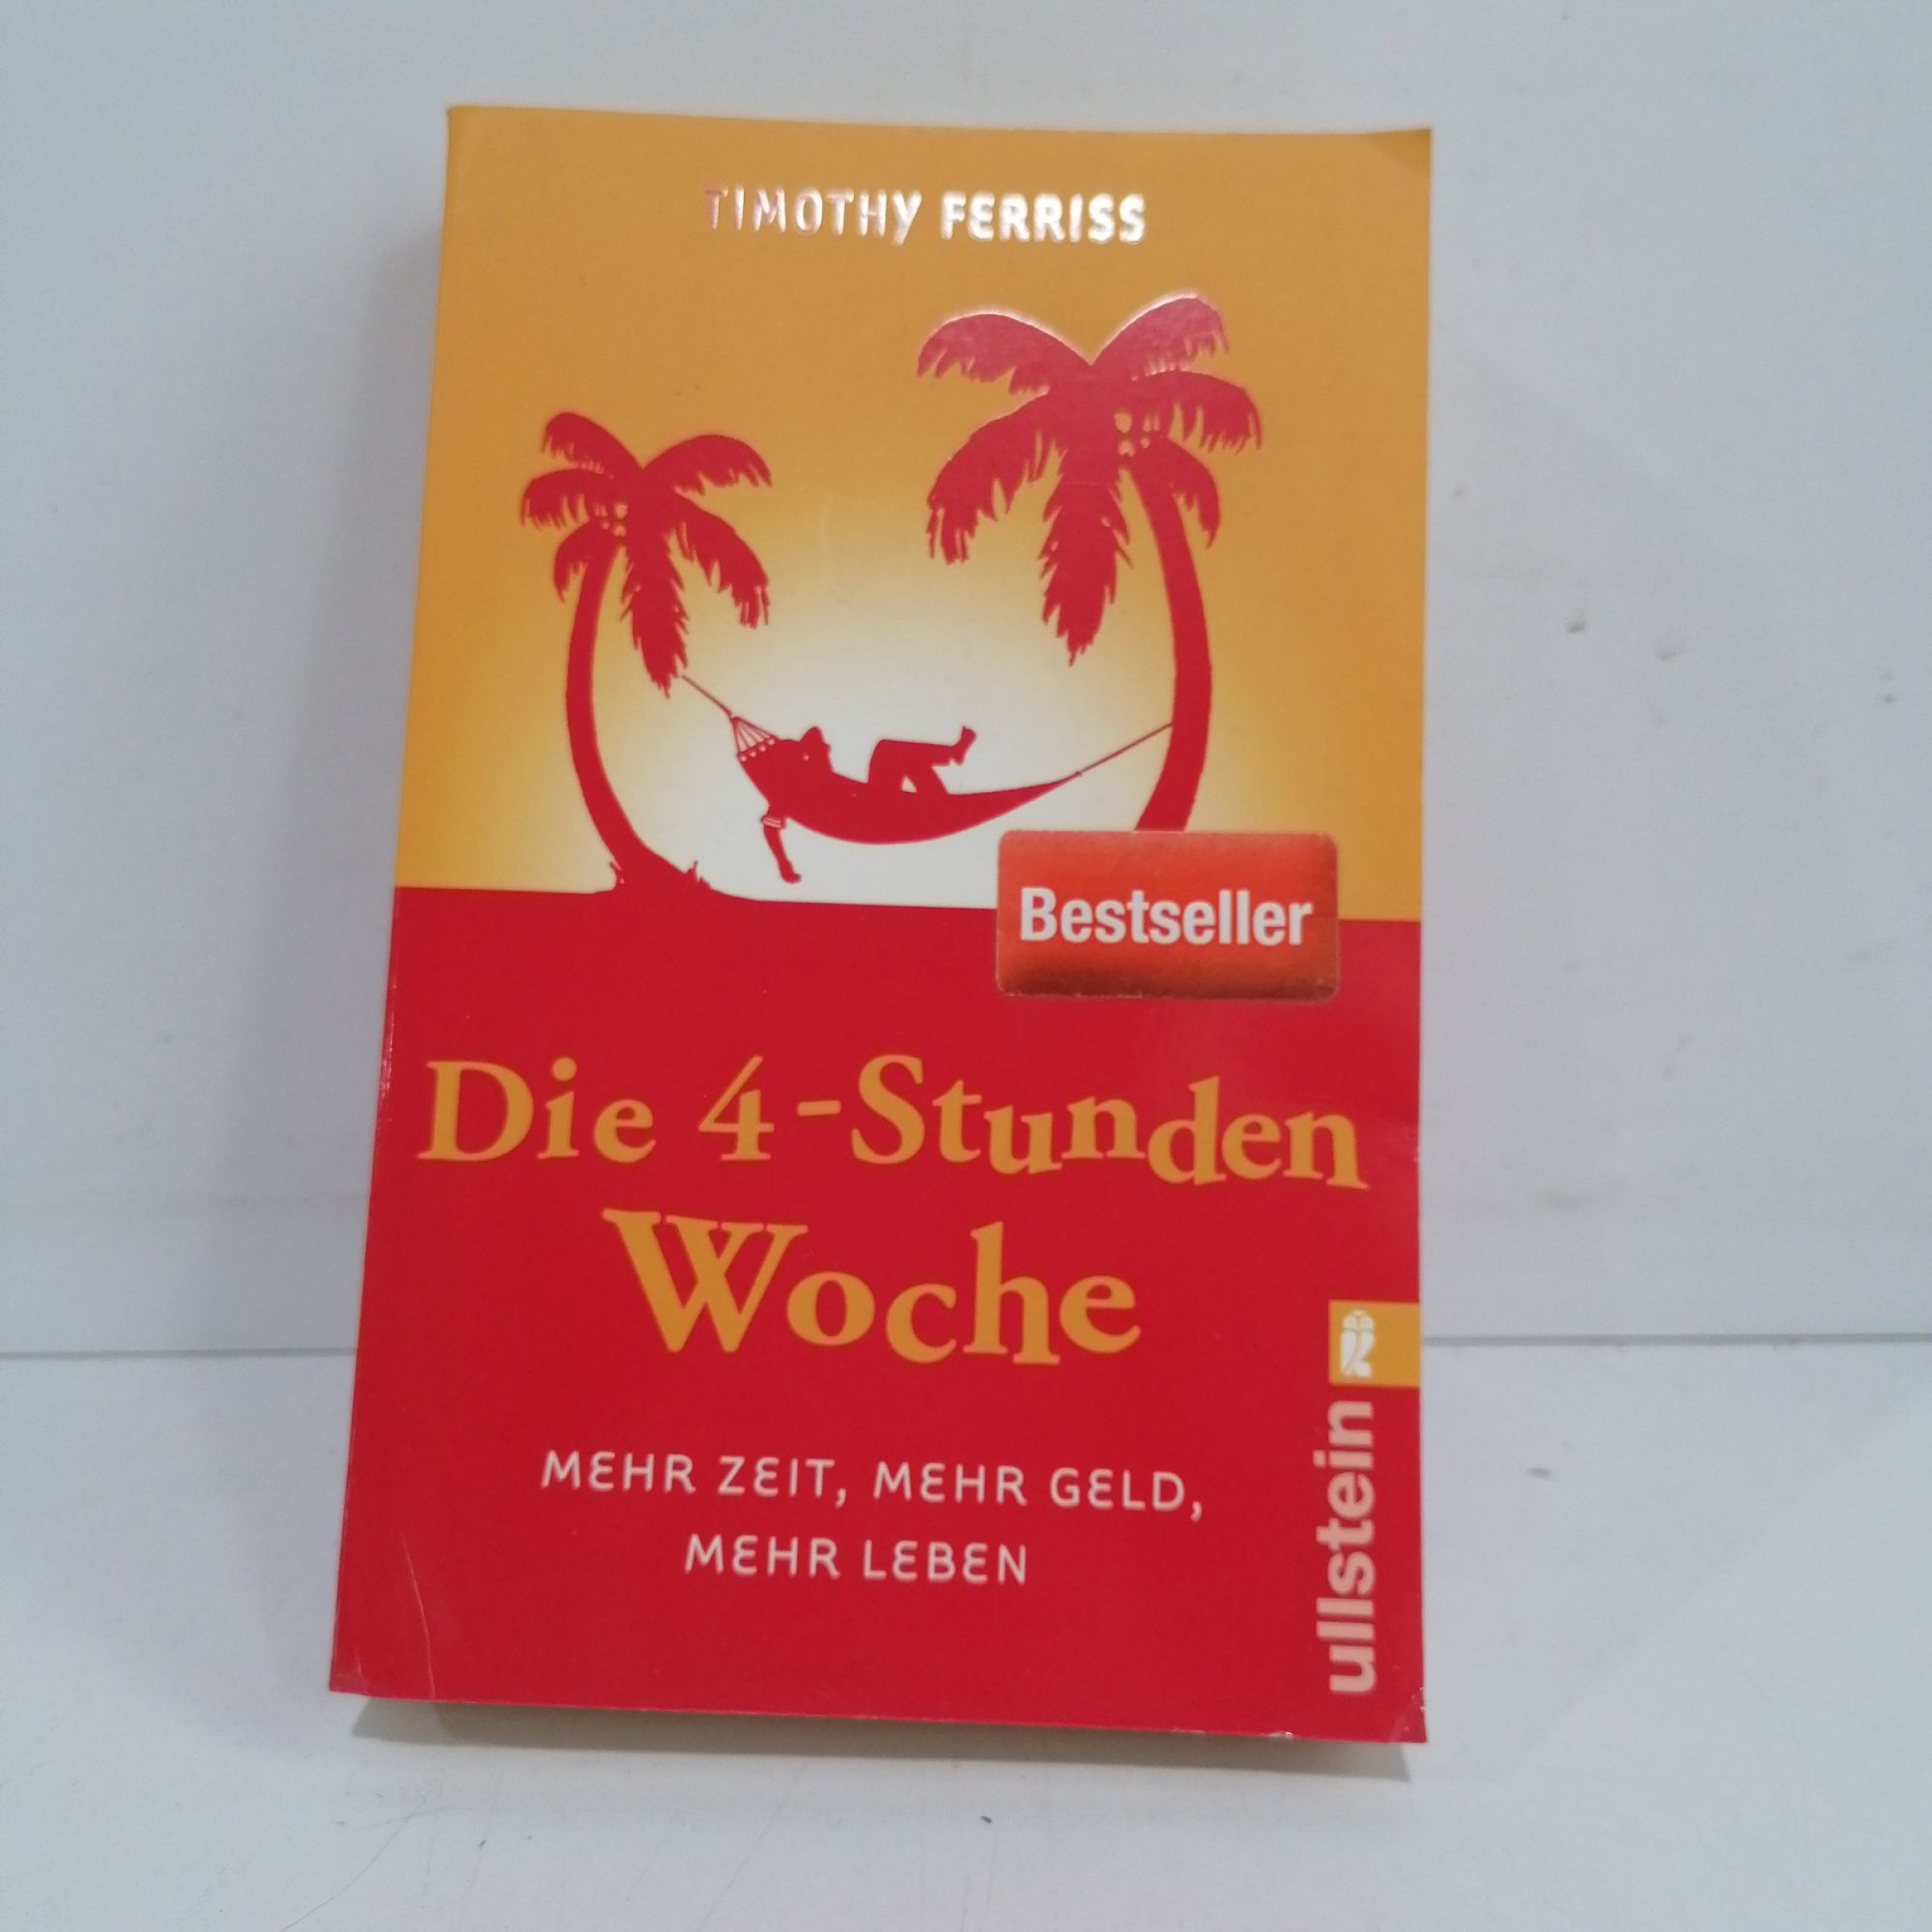 TIMOTHY FERRISS
Bestseller
Die 4-Stunden
Woche
MEHR ZEIT, MEHR GELD,
MEHR LEBEN
ullstein